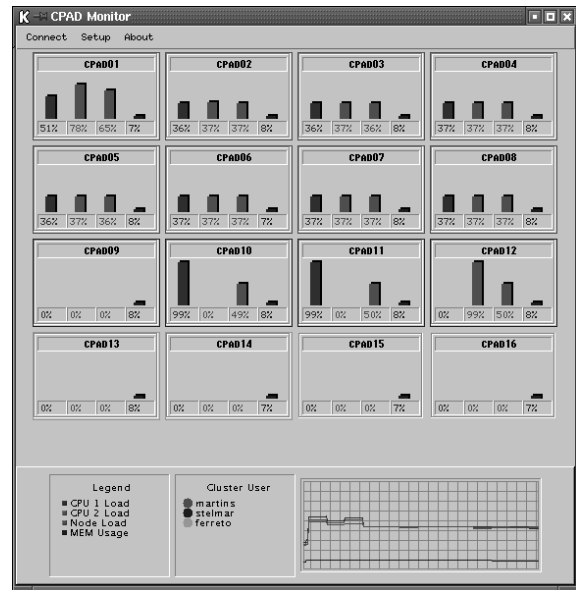 CPAD Monitor
Connect Setup About
CPAD01 CPAD02 CPAD03 CPAD04
51% 78% 65% 7% 36% 37% 37% 8% 36% 37% 36% 8% 37% 37% 37% 8%
CPAD05 CPAD06 CPAD07 CPAD08
36% 37% 36% 8% 37% 37% 37% 7% 37% 37% 37% 8% 37% 37% 37% 8%
CPAD09 CPAD10 CPAD11 CPAD12
0% 0% 0% 8% 99% 0% 49% 8% 99% 0% 50% 8% 0% 99% 50% 8%
CPAD13 CPAD14 CPAD15 CPAD16
0% 0% 0% 8% 0% 0% 0% 7% 0% 0% 0% 7% 0% 0% 0% 7%
Legend
CPU 1 Load
CPU 2 Load
Node Load
MEM Usage
Cluster User
martins
stelmar
ferreto